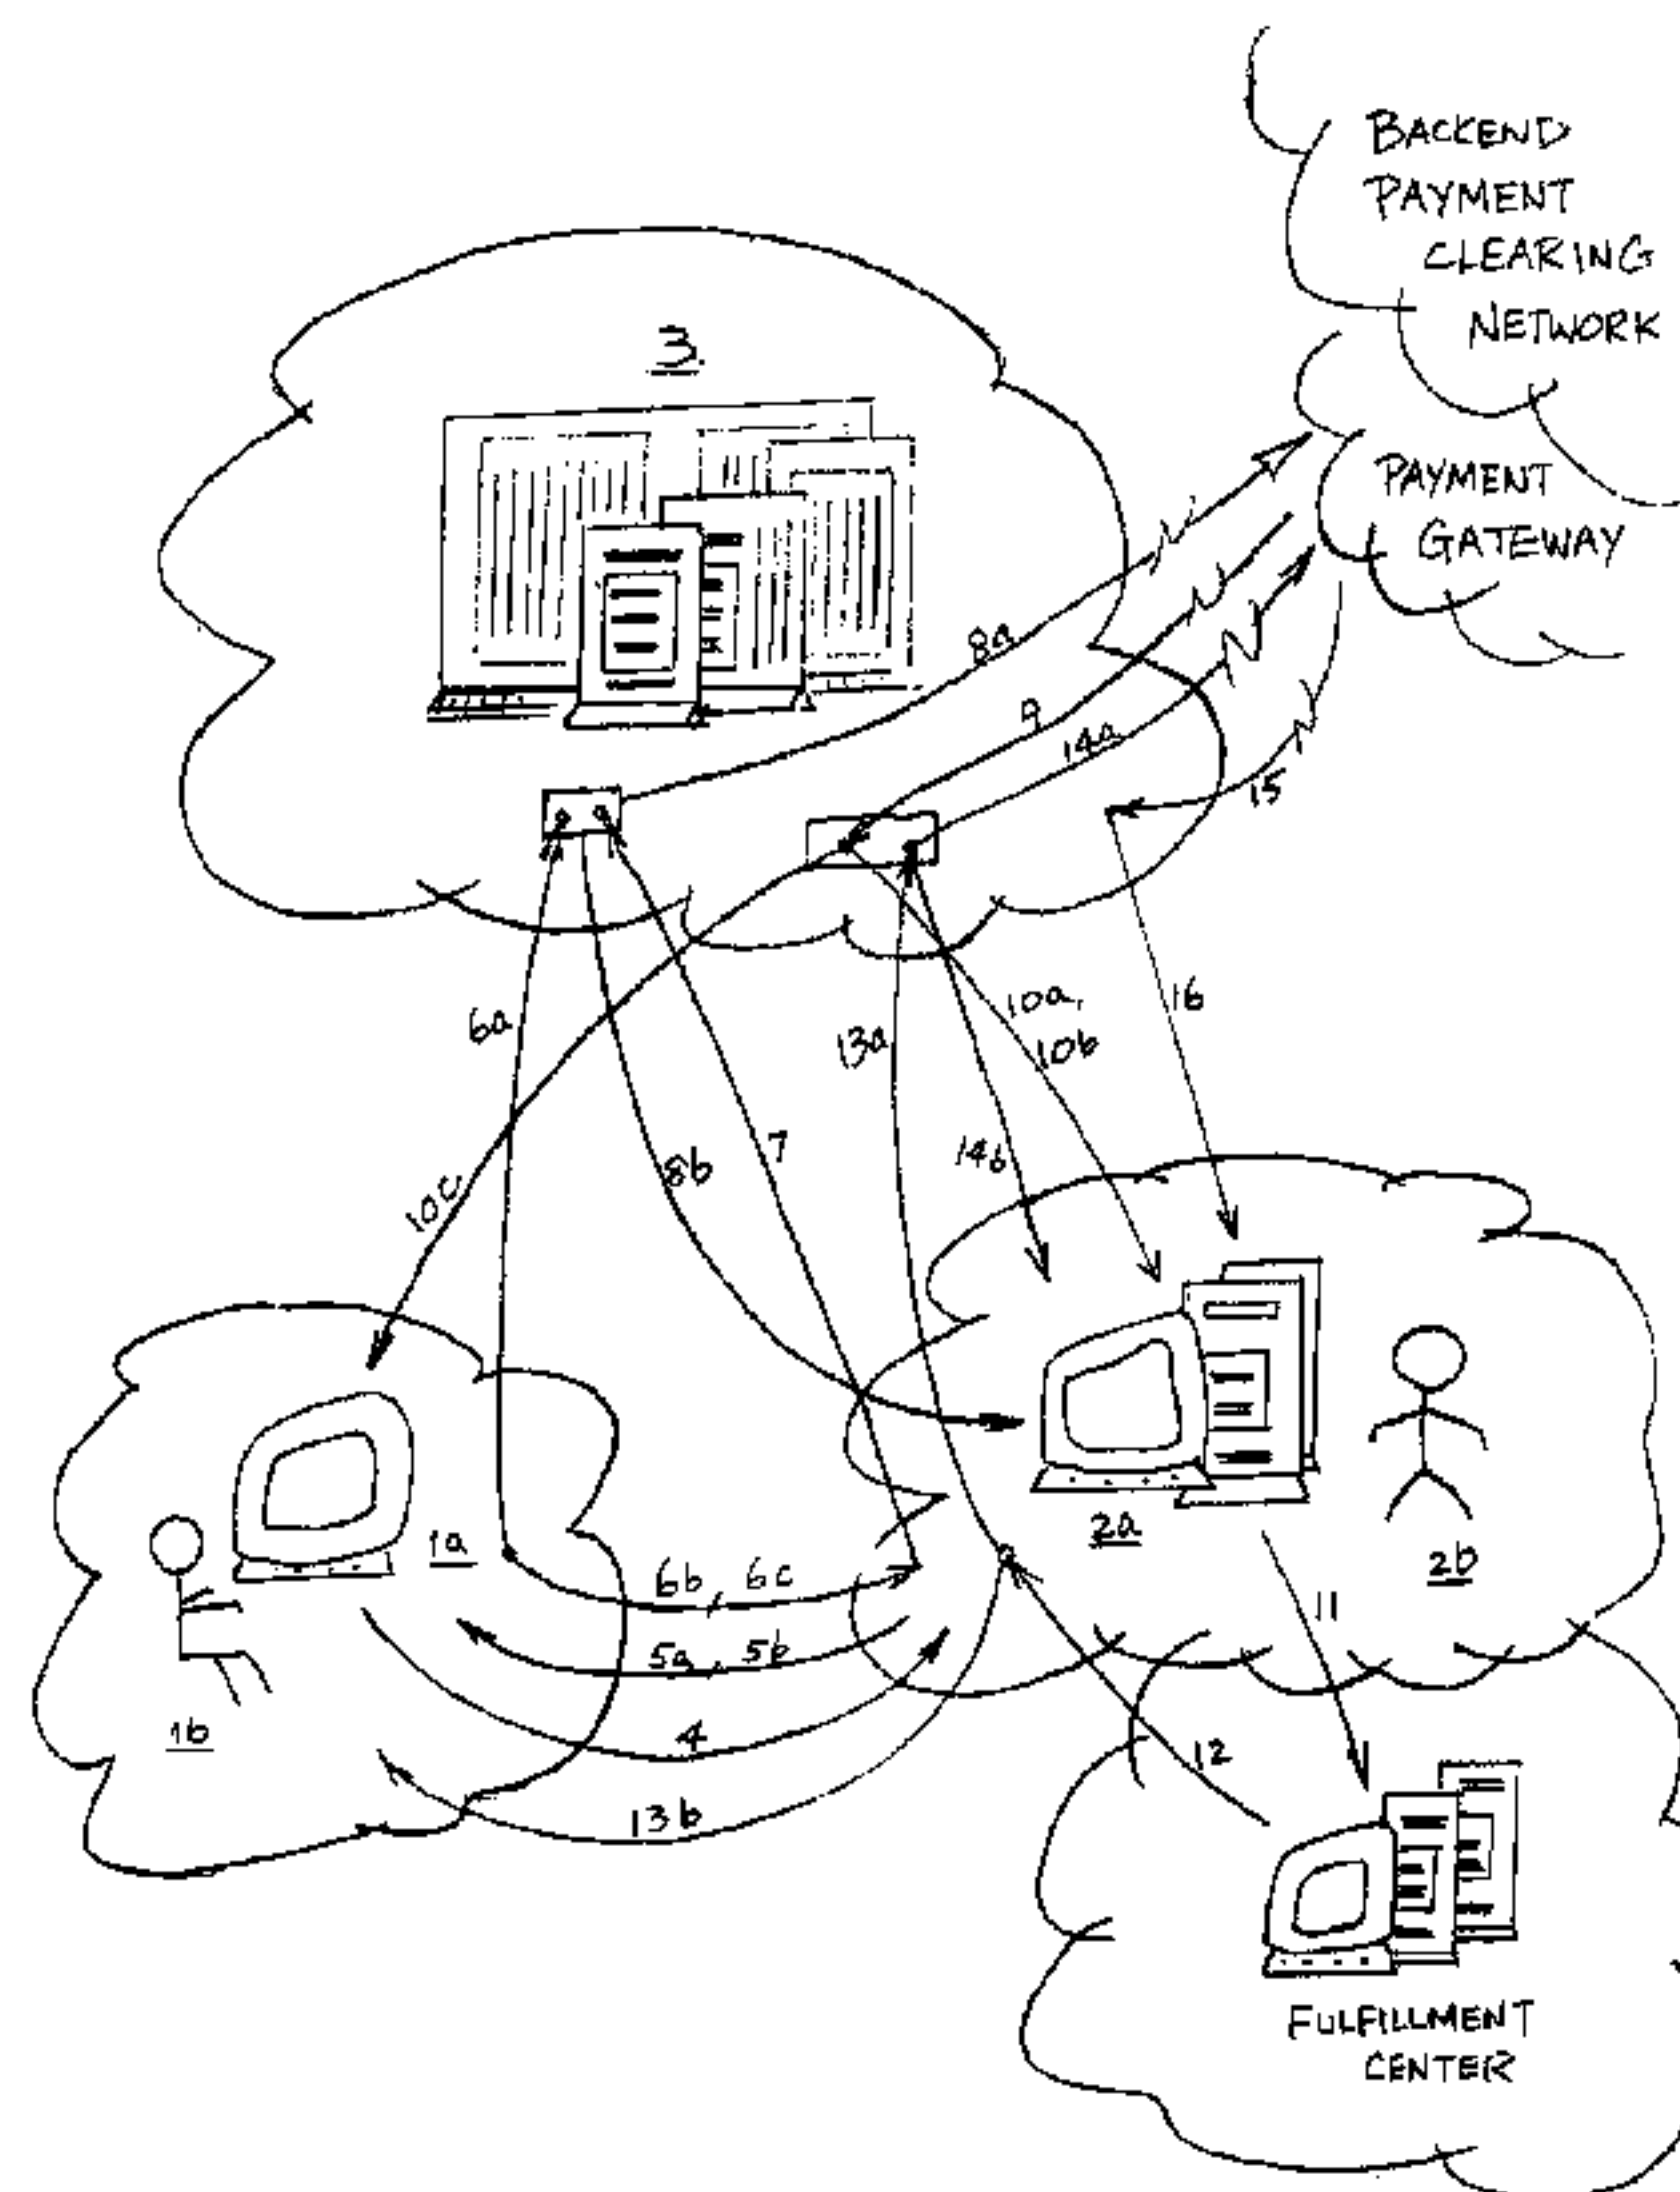 BACKEND
PAYMENT
CLEARING
NETWORK
3.
PAYMENT
GATEWAY
8a
9
14a
15
6a
13a
10a,
10b
16
7
8b
14b
10c
1a
2a
2b
6b, 6c
5a, 5b
11
1b
4
12
13b
FULFILLMENT
CENTER